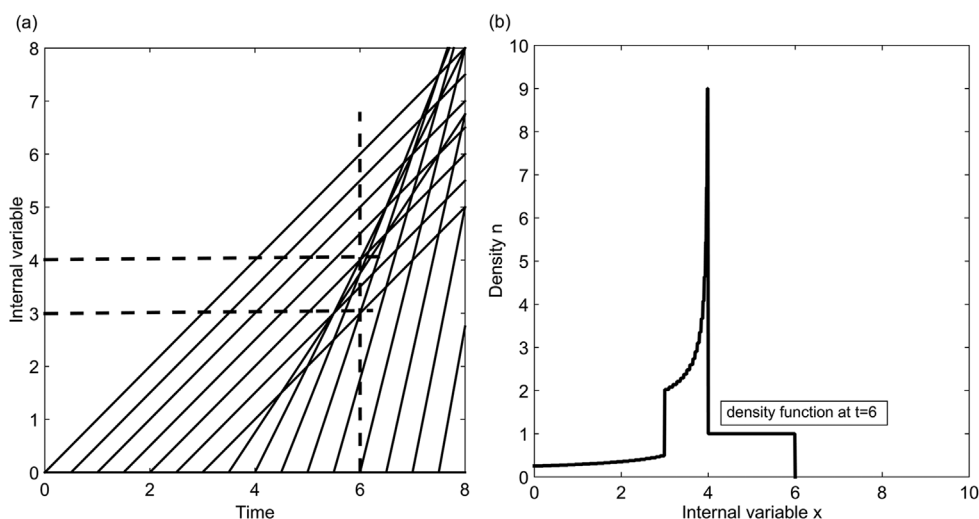 (a)
8
7
6
5
4
3
2
1
0
Internal variable
0 2 4 6 8
Time
(b)
10
9
8
7
6
5
4
3
2
1
0
Density n
density function at t=6
0 2 4 6 8 10
Internal variable x